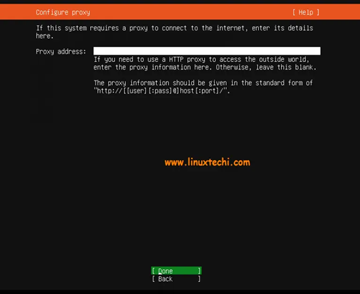 Configure proxy [ Help ]
If this system requires a proxy to connect to the internet, enter its details
here.
Proxy address:
If you need to use a HTTP proxy to access the outside world,
enter the proxy information here. Otherwise, leave this blank.
The proxy information should be given in the standard form of
"http://[[user][:pass]@]host[:port]/".
www.linuxtechi.com
[ Done ]
[ Back ]